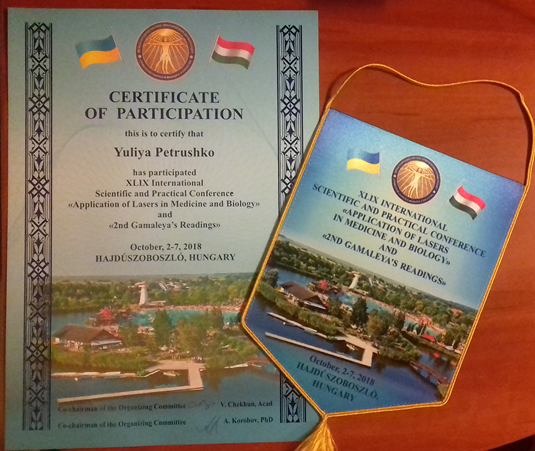 CERTIFICATE
OF PARTICIPATION
this is to certify that
Yuliya Petrushko
has participated
XLIX International
Scientific and Practical Conference
«Application of Lasers in Medicine and Biology»
and
«2nd Gamaleya's Readings»
October, 2-7, 2018
HAJDÚSZOBOSZLÓ, HUNGARY
Co-chairman of the Organizing Committee V. Chekhun, Acad
Co-chairman of the Organizing Committee A. Korobov, PhD
XLIX INTERNATIONAL
SCIENTIFIC AND PRACTICAL CONFERENCE
«APPLICATION OF LASERS
IN MEDICINE AND BIOLOGY»
AND
«2ND GAMALEYA'S READINGS»
October, 2-7, 2018
HAJDÚSZOBOSZLÓ,
HUNGARY